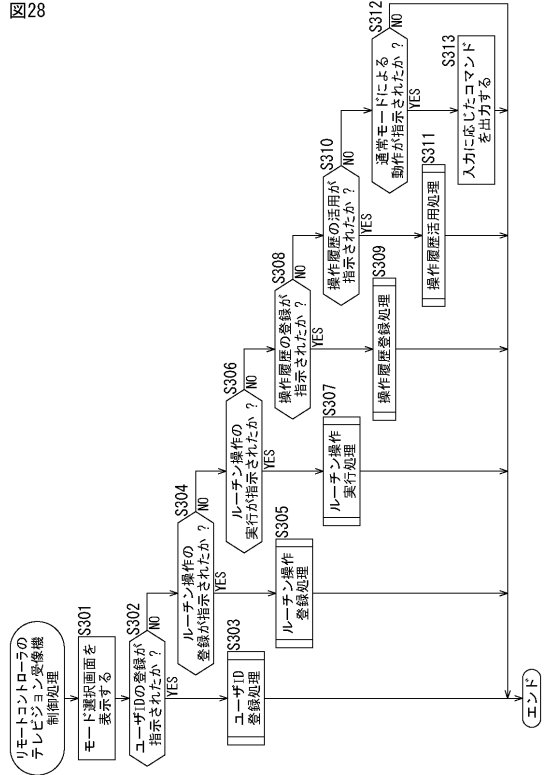 図28
リモートコントローラの
テレビジョン受像機
制御処理
S301
モード選択画面を
表示する
S302
ユーザIDの登録が
指示されたか？
NO
YES
S303
ユーザID
登録処理
S304
ルーチン操作の
登録が指示されたか？
NO
YES
S305
ルーチン操作
登録処理
S306
ルーチン操作の
実行が指示されたか？
NO
YES
S307
ルーチン操作
実行処理
S308
操作履歴の登録が
指示されたか？
NO
YES
S309
操作履歴登録処理
S310
操作履歴の活用が
指示されたか？
NO
YES
S311
操作履歴活用処理
S312
通常モードによる
動作が指示されたか？
NO
YES
S313
入力に応じたコマンド
を出力する
エンド